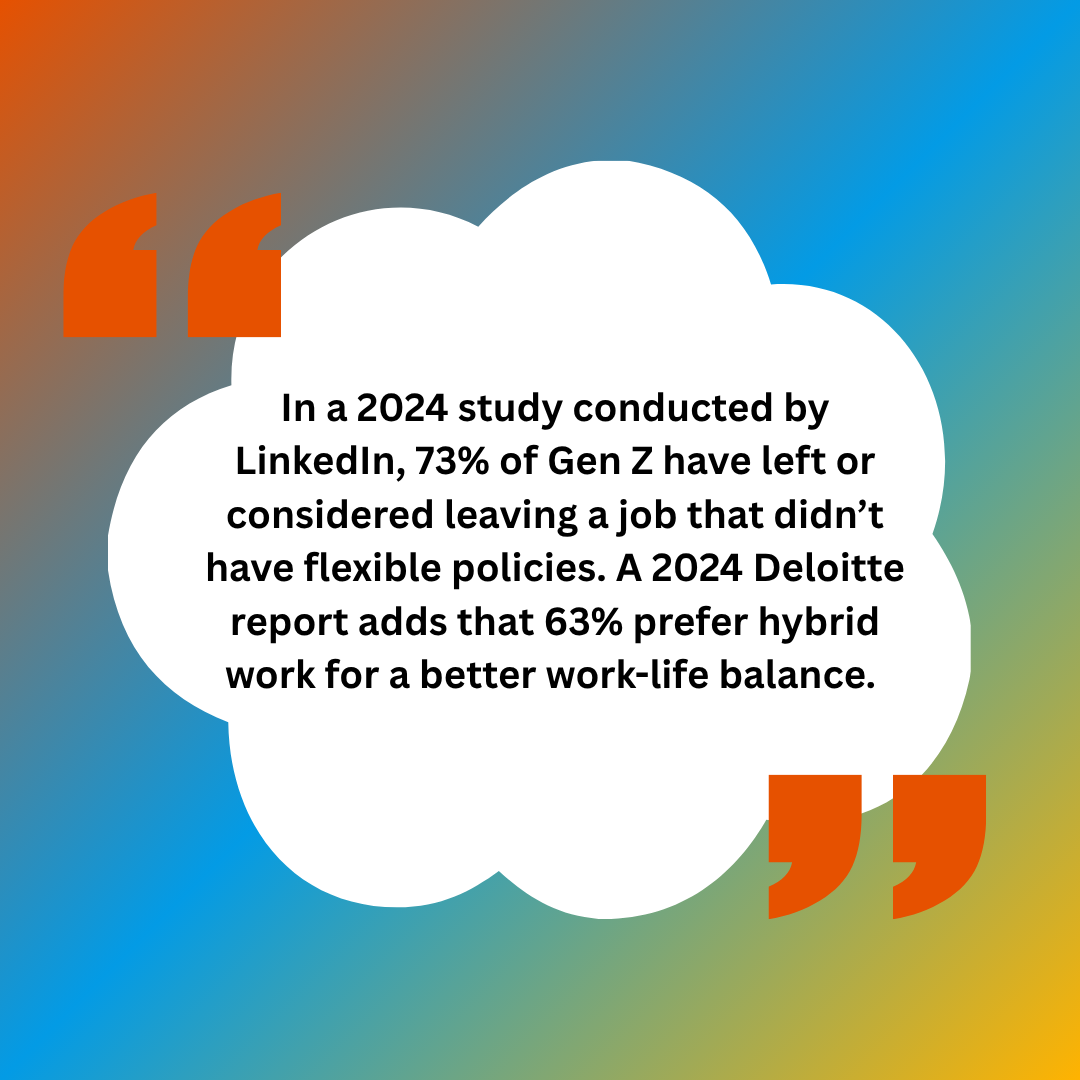 In a 2024 study conducted by
LinkedIn, 73% of Gen Z have left or
considered leaving a job that didn’t
have flexible policies. A 2024 Deloitte
report adds that 63% prefer hybrid
work for a better work-life balance.